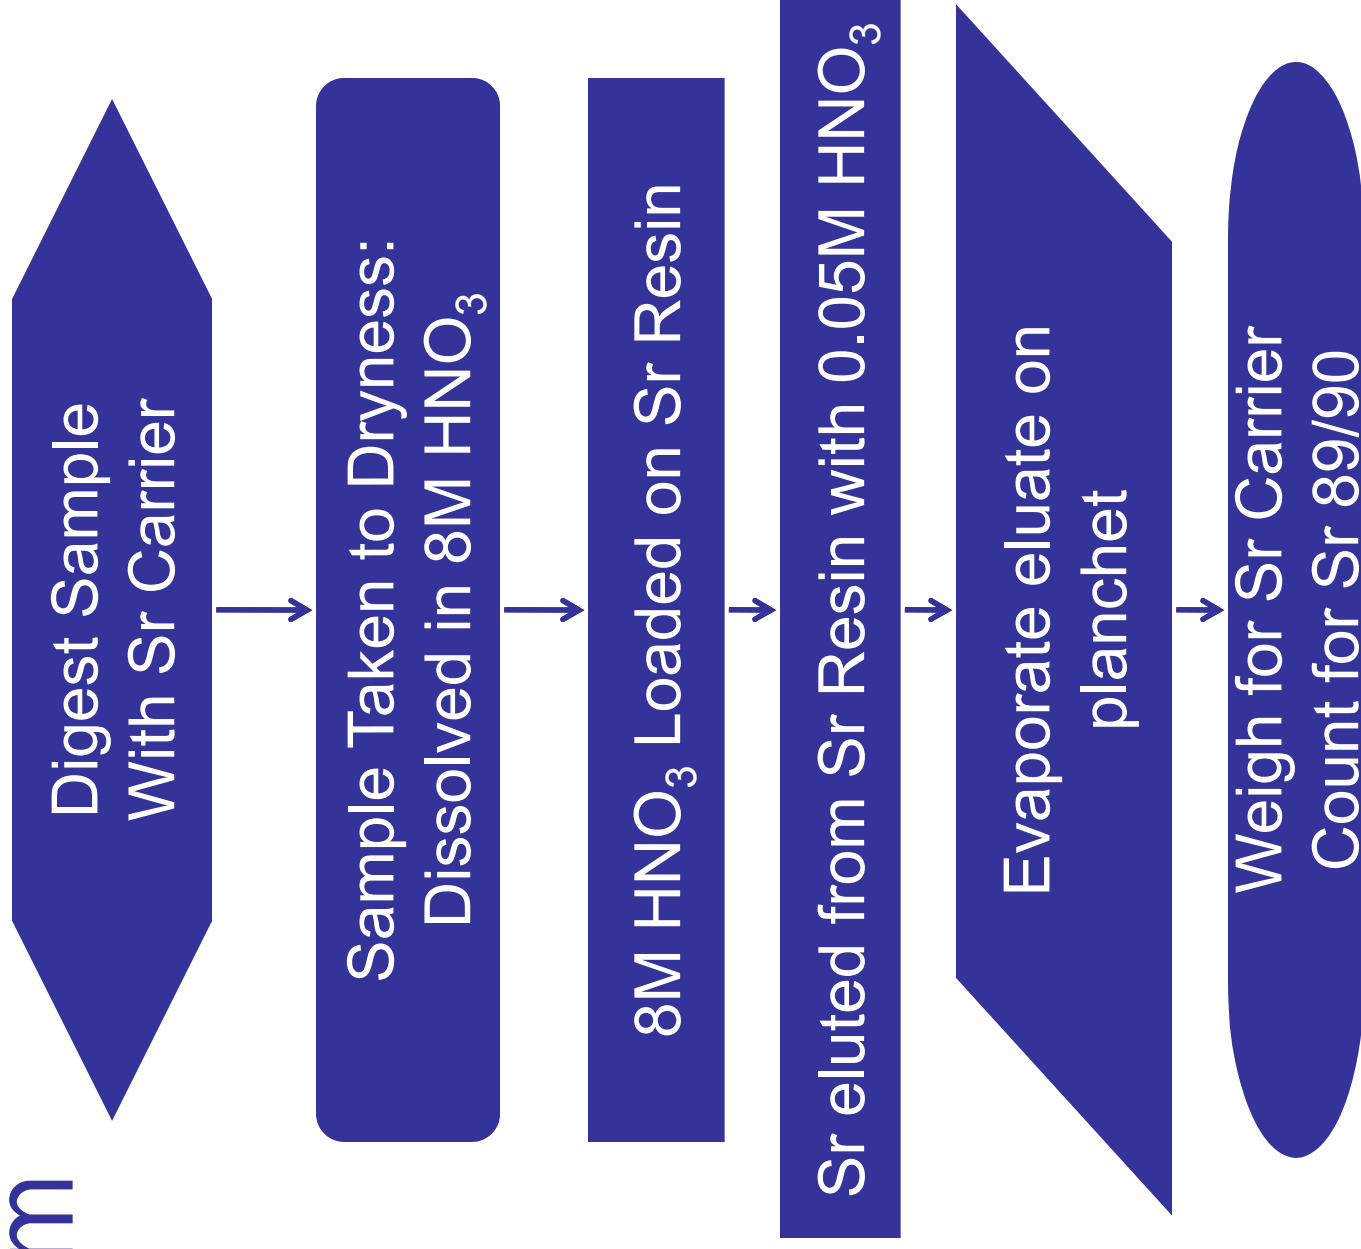 Digest Sample
With Sr Carrier
Sample Taken to Dryness:
Dissolved in 8M HNO₃
8M HNO₃ Loaded on Sr Resin
Sr eluted from Sr Resin with 0.05M HNO₃
Evaporate eluate on
planchet
Weigh for Sr Carrier
Count for Sr 89/90